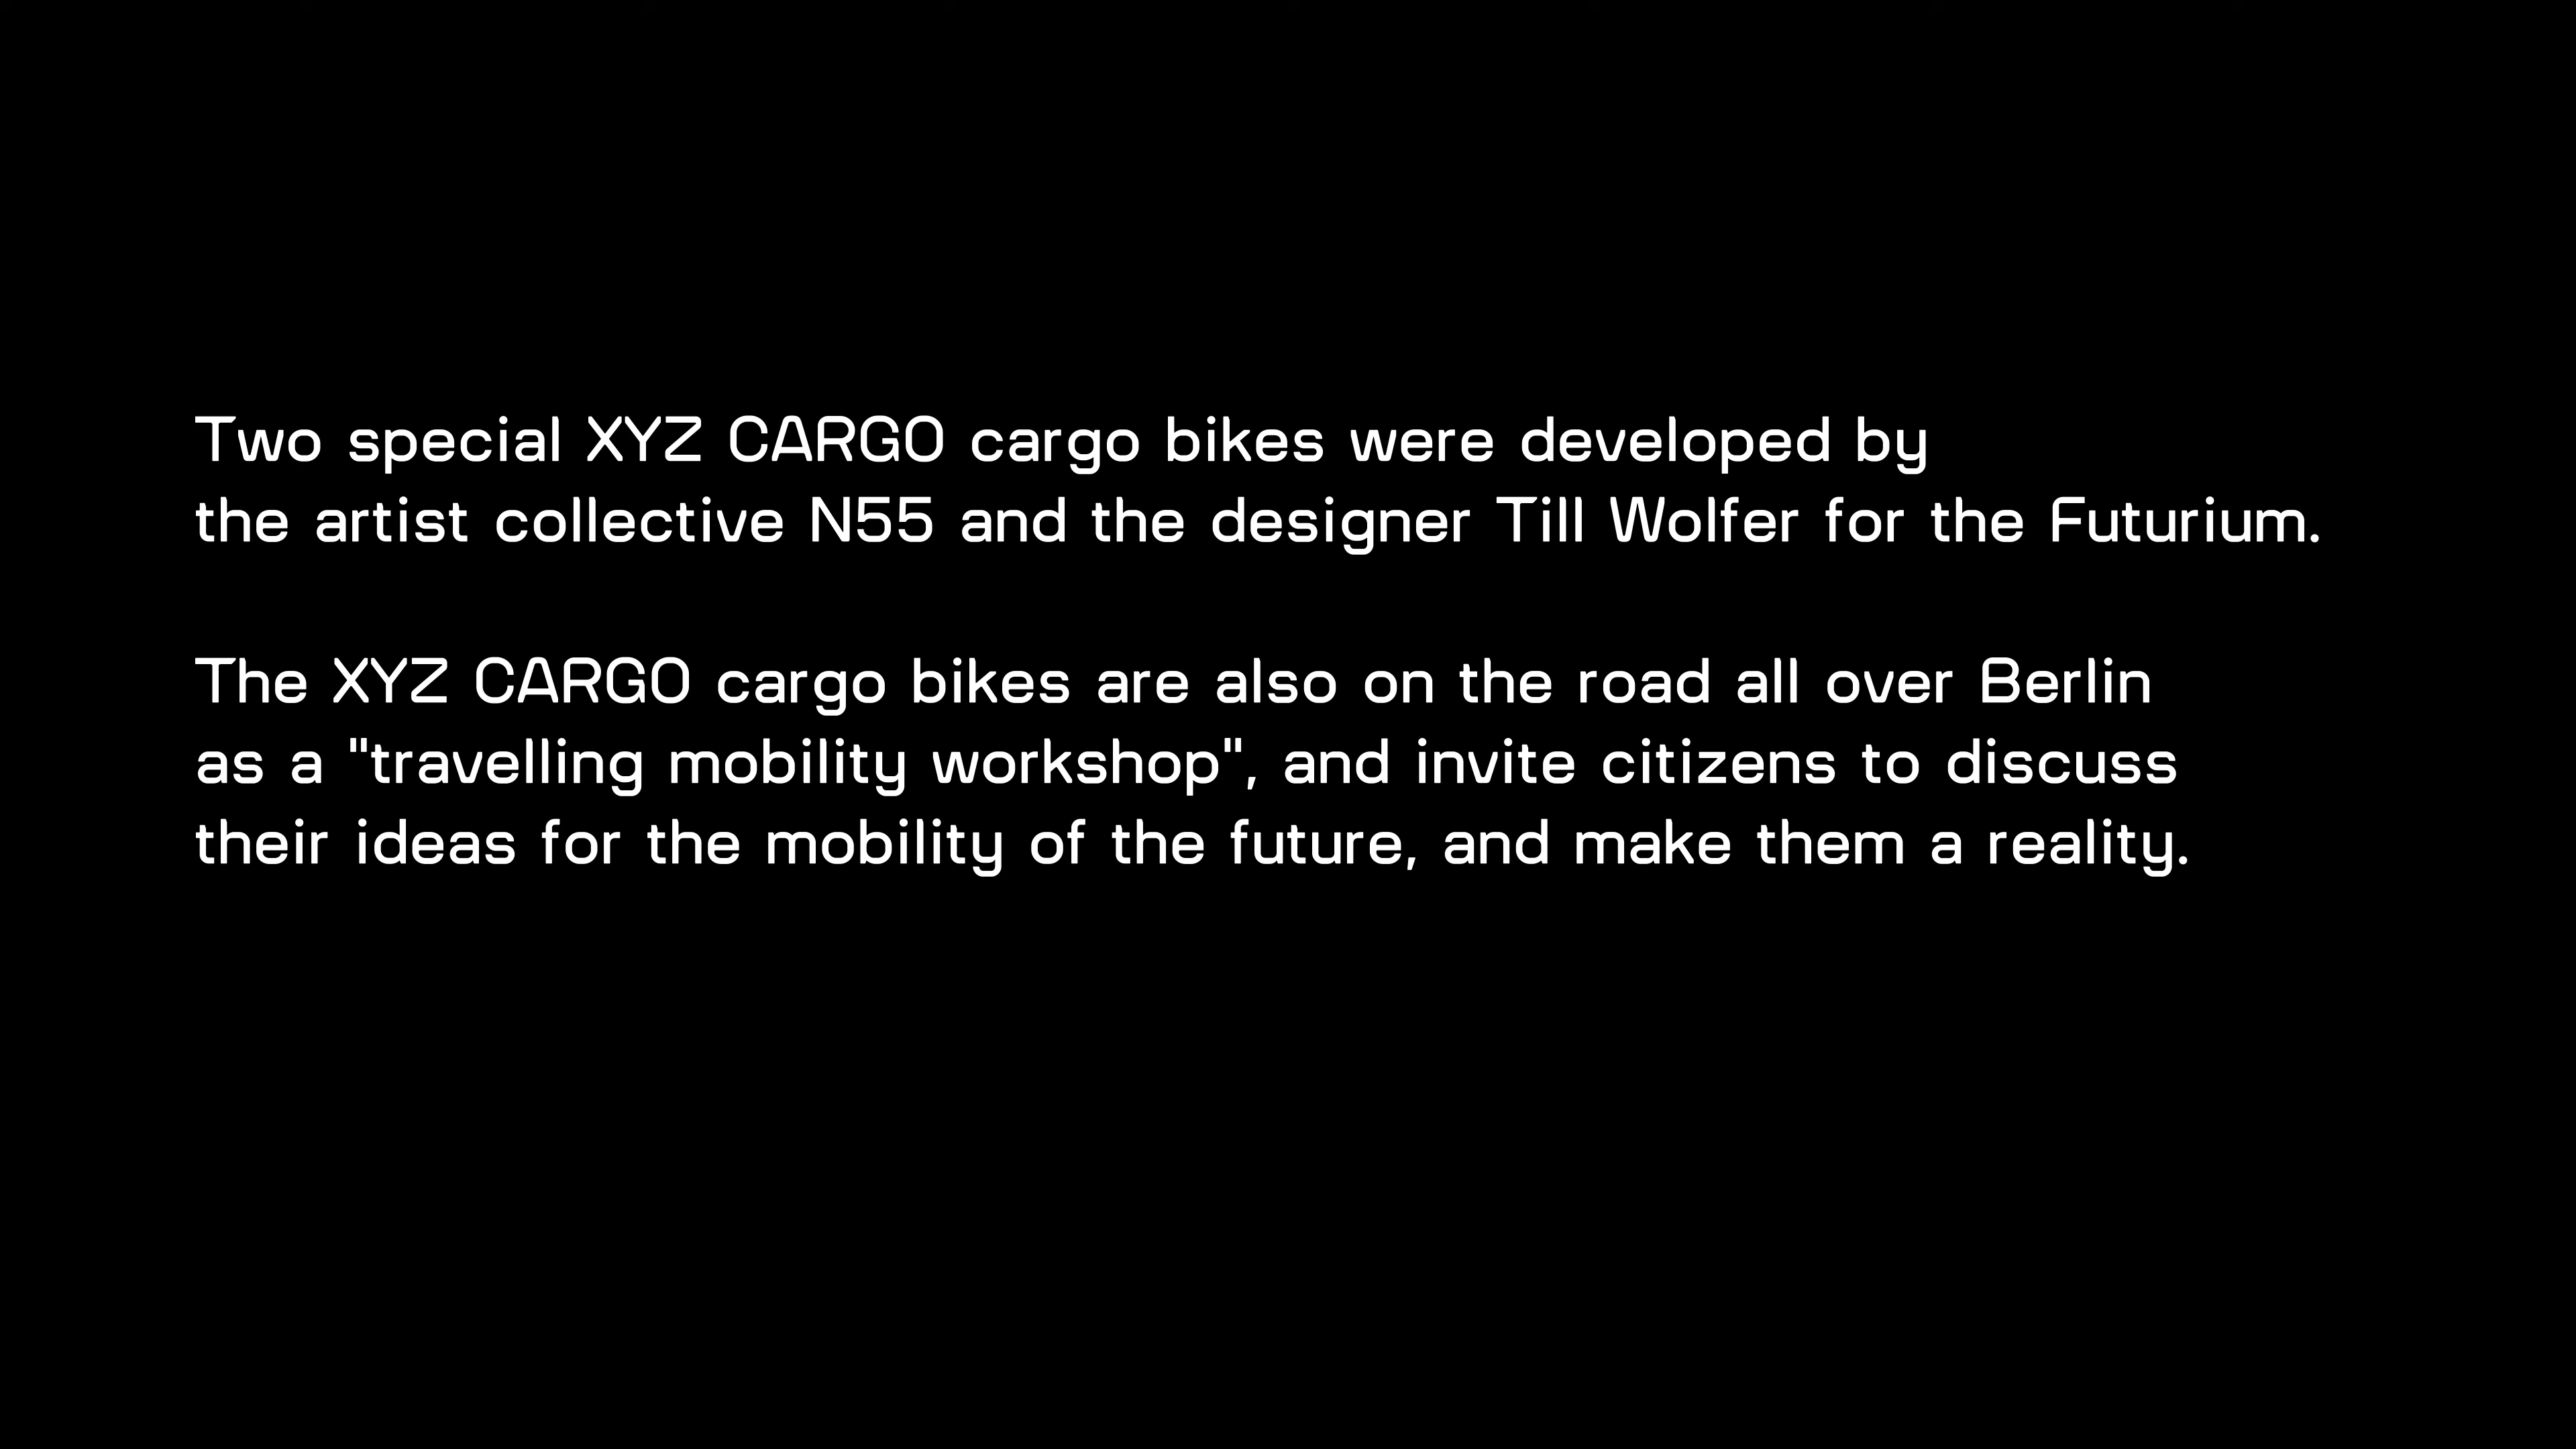 Two special XYZ CARGO cargo bikes were developed by
the artist collective N55 and the designer Till Wolfer for the Futurium.
The XYZ CARGO cargo bikes are also on the road all over Berlin
as a "travelling mobility workshop", and invite citizens to discuss
their ideas for the mobility of the future, and make them a reality.